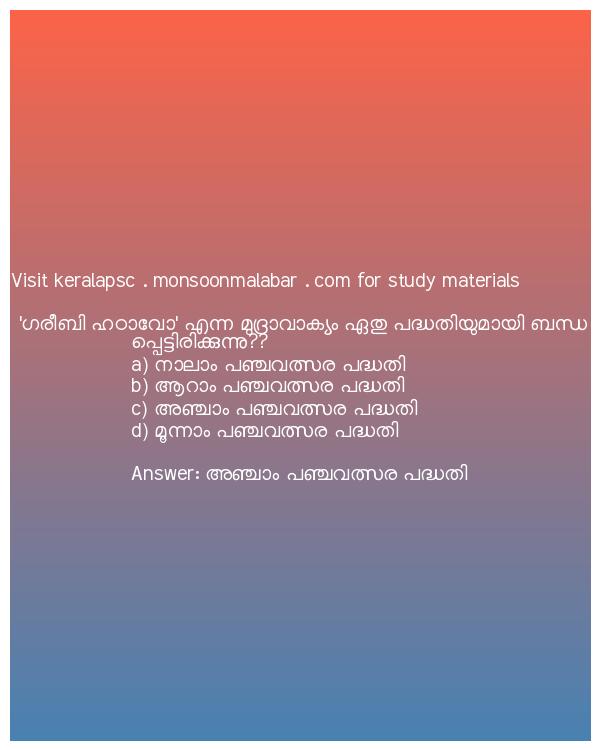 Visit keralapsc . monsoonmalabar . com for study materials
'ഗരീബി ഹഠാവോ' എന്ന മുദ്രാവാക്യം ഏതു പദ്ധതിയുമായി ബന്ധ
പ്പെട്ടിരിക്കുന്നു??
a) നാലാം പഞ്ചവത്സര പദ്ധതി
b) ആറാം പഞ്ചവത്സര പദ്ധതി
c) അഞ്ചാം പഞ്ചവത്സര പദ്ധതി
d) മൂന്നാം പഞ്ചവത്സര പദ്ധതി
Answer: അഞ്ചാം പഞ്ചവത്സര പദ്ധതി